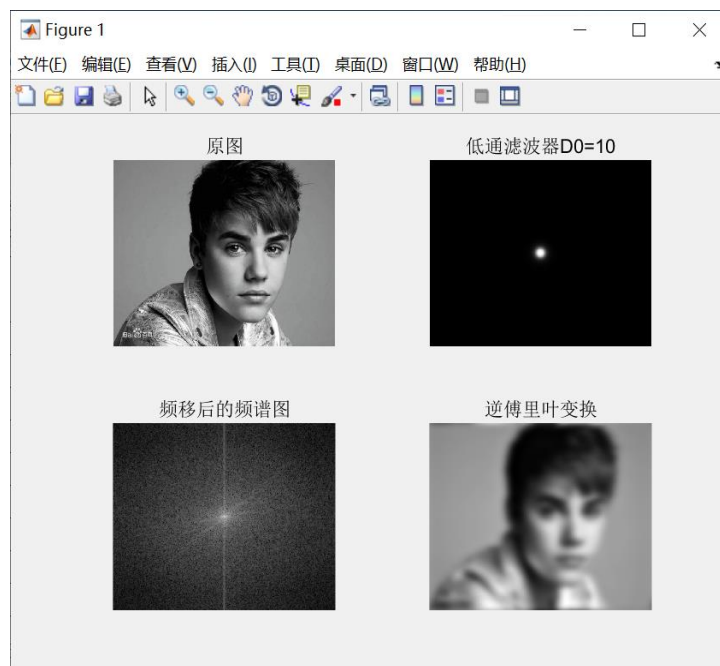 Figure 1
文件(F) 编辑(E) 查看(V) 插入(I) 工具(T) 桌面(D) 窗口(W) 帮助(H)
原图
低通滤波器D0=10
Bai
频移后的频谱图
逆傅里叶变换